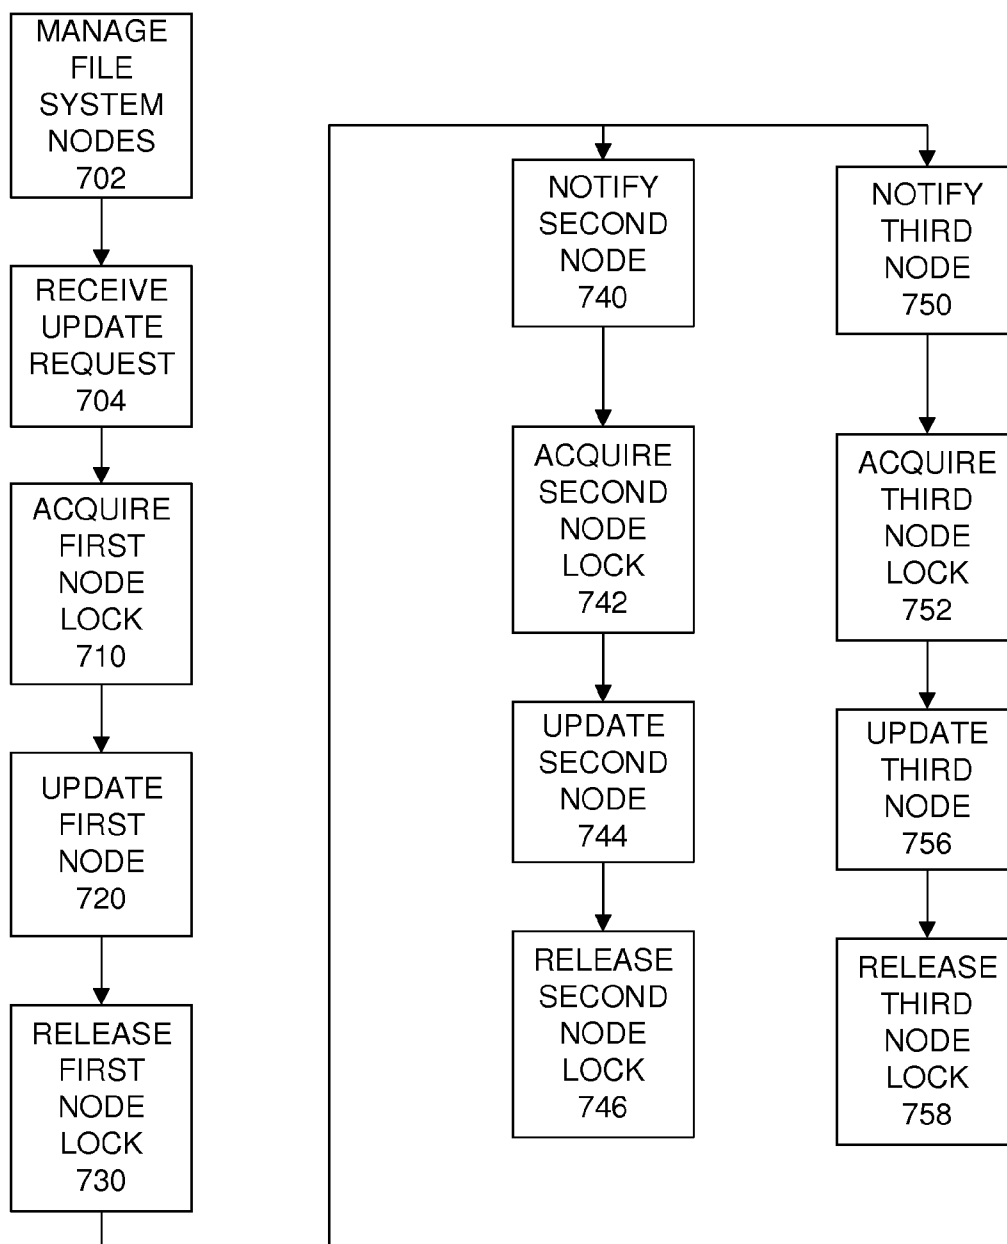 MANAGE
FILE
SYSTEM
NODES
702
RECEIVE
UPDATE
REQUEST
704
ACQUIRE
FIRST
NODE
LOCK
710
UPDATE
FIRST
NODE
720
RELEASE
FIRST
NODE
LOCK
730
NOTIFY
SECOND
NODE
740
ACQUIRE
SECOND
NODE
LOCK
742
UPDATE
SECOND
NODE
744
RELEASE
SECOND
NODE
LOCK
746
NOTIFY
THIRD
NODE
750
ACQUIRE
THIRD
NODE
LOCK
752
UPDATE
THIRD
NODE
756
RELEASE
THIRD
NODE
LOCK
758